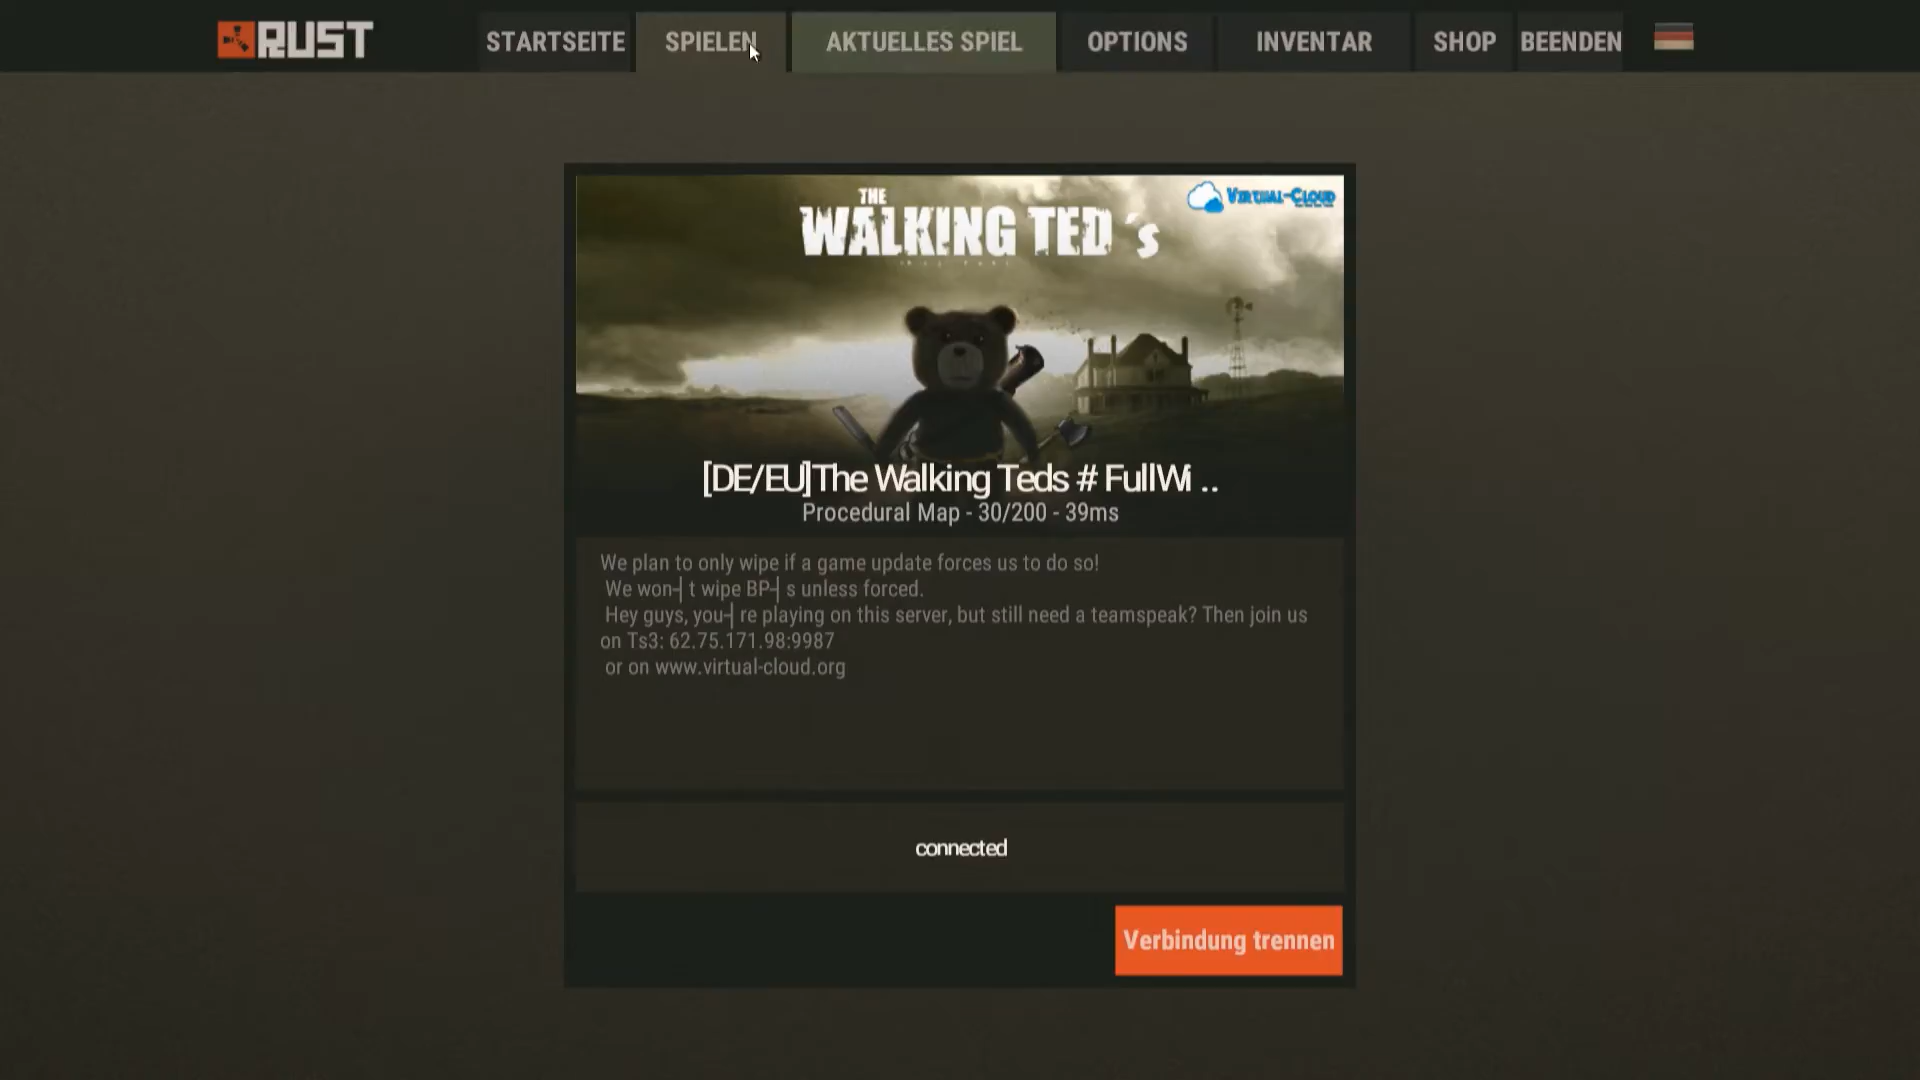 RUST
STARTSEITE
SPIELEN
AKTUELLES SPIEL
OPTIONS
INVENTAR
SHOP
BEENDEN
VIRTUAL-CLOUD
THE
WALKING TED´s
[DE/EU]The Walking Teds # FullWi ..
Procedural Map - 30/200 - 39ms
We plan to only wipe if a game update forces us to do so!
We won┤t wipe BP┤s unless forced.
Hey guys, you┤re playing on this server, but still need a teamspeak? Then join us
on Ts3: 62.75.171.98:9987
or on www.virtual-cloud.org
connected
Verbindung trennen